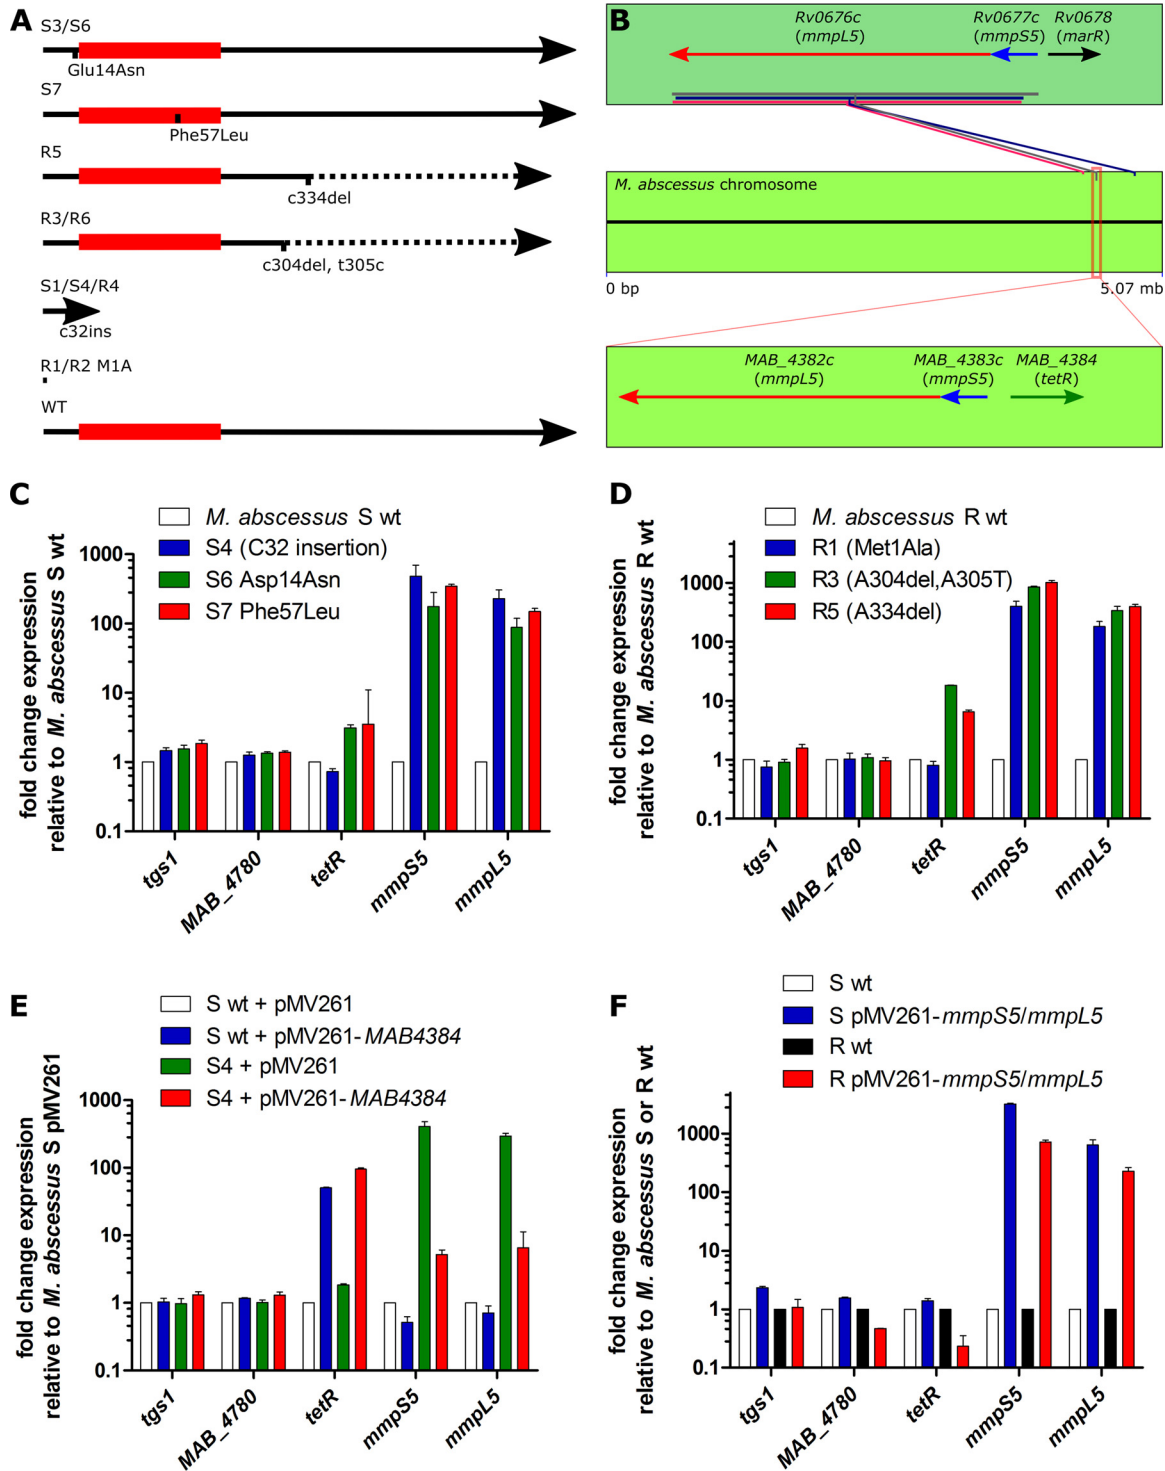 A
S3/S6
Glu14Asn
S7
Phe57Leu
R5
c334del
R3/R6
c304del, t305c
S1/S4/R4
c32ins
R1/R2 M1A
WT
B
Rv0676c Rv0677c Rv0678
(mmpL5) (mmpS5) (marR)
M. abscessus chromosome
0 bp 5.07 mb
MAB_4382c MAB_4383c MAB_4384
(mmpL5) (mmpS5) (tetR)
C
M. abscessus S wt
S4 (C32 insertion)
S6 Asp14Asn
S7 Phe57Leu
fold change expression
relative to M. abscessus S wt
1000
100
10
1
0.1
tgs1
MAB_4780
tetR
mmpS5
mmpL5
D
M. abscessus R wt
R1 (Met1Ala)
R3 (A304del,A305T)
R5 (A334del)
fold change expression
relative to M. abscessus R wt
1000
100
10
1
0.1
tgs1
MAB_4780
tetR
mmpS5
mmpL5
E
S wt + pMV261
S wt + pMV261-MAB4384
S4 + pMV261
S4 + pMV261-MAB4384
fold change expression
relative to M. abscessus S pMV261
1000
100
10
1
0.1
tgs1
MAB_4780
tetR
mmpS5
mmpL5
F
S wt
S pMV261-mmpS5/mmpL5
R wt
R pMV261-mmpS5/mmpL5
fold change expression
relative to M. abscessus S or R wt
1000
100
10
1
0.1
tgs1
MAB_4780
tetR
mmpS5
mmpL5